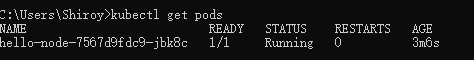 C:\Users\Shiroy>kubectl get pods
NAME READY STATUS RESTARTS AGE
hello-node-7567d9fdc9-jbk8c 1/1 Running 0 3m6s